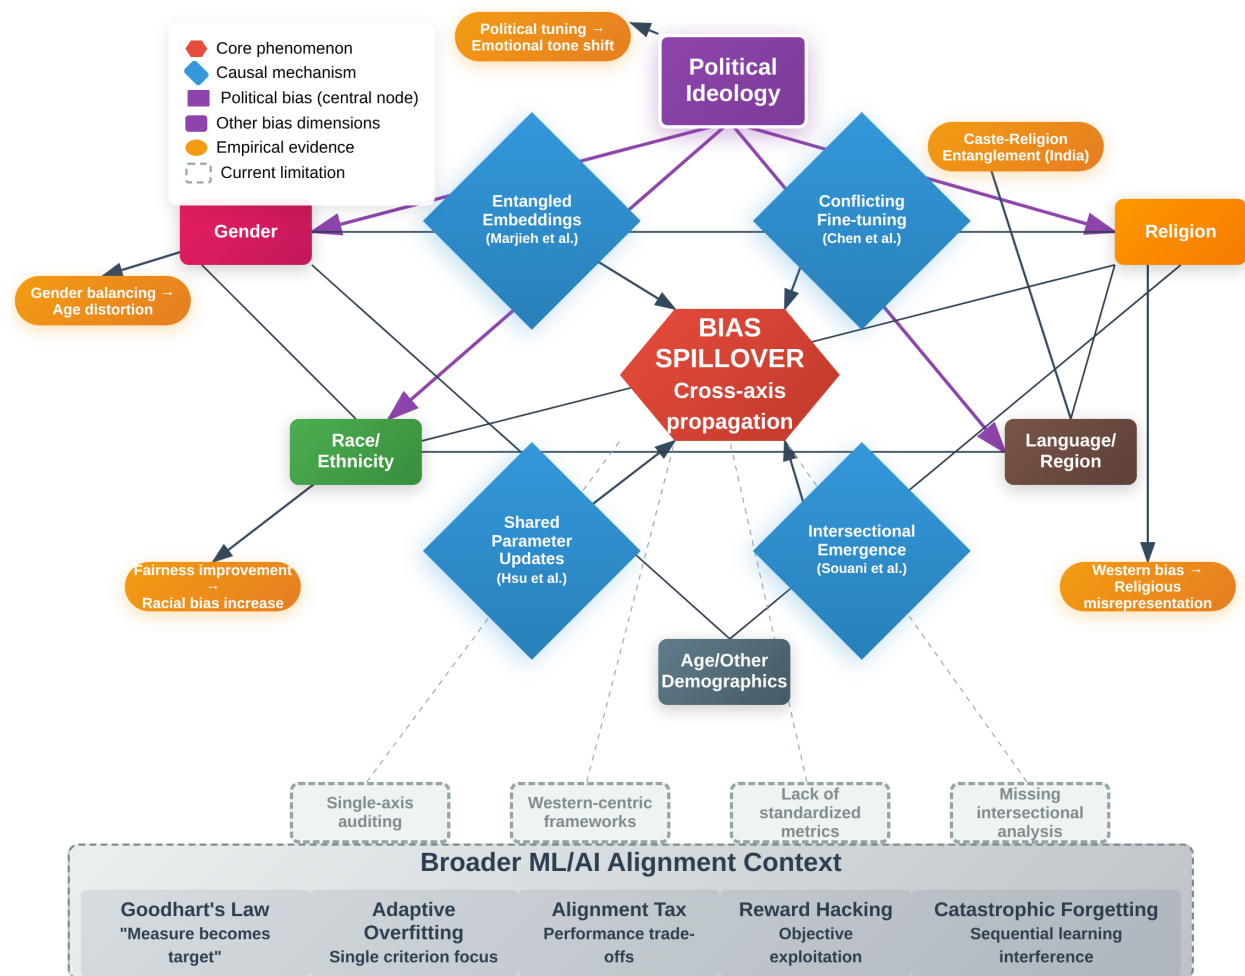 Political tuning →
Emotional tone shift
Political
Ideology
Core phenomenon
Causal mechanism
Political bias (central node)
Other bias dimensions
Empirical evidence
Current limitation
Caste-Religion
Entanglement (India)
Entangled
Embeddings
(Marjieh et al.)
Conflicting
Fine-tuning
(Chen et al.)
Gender
Religion
Gender balancing →
Age distortion
BIAS
SPILLOVER
Cross-axis
propagation
Race/
Ethnicity
Language/
Region
Shared
Parameter
Updates
(Hsu et al.)
Intersectional
Emergence
(Souani et al.)
Fairness improvement
→
Racial bias increase
Western bias →
Religious
misrepresentation
Age/Other
Demographics
Single-axis
auditing
Western-centric
frameworks
Lack of
standardized
metrics
Missing
intersectional
analysis
Broader ML/AI Alignment Context
Goodhart's Law
"Measure becomes
target"
Adaptive
Overfitting
Single criterion focus
Alignment Tax
Performance trade-
offs
Reward Hacking
Objective
exploitation
Catastrophic Forgetting
Sequential learning
interference